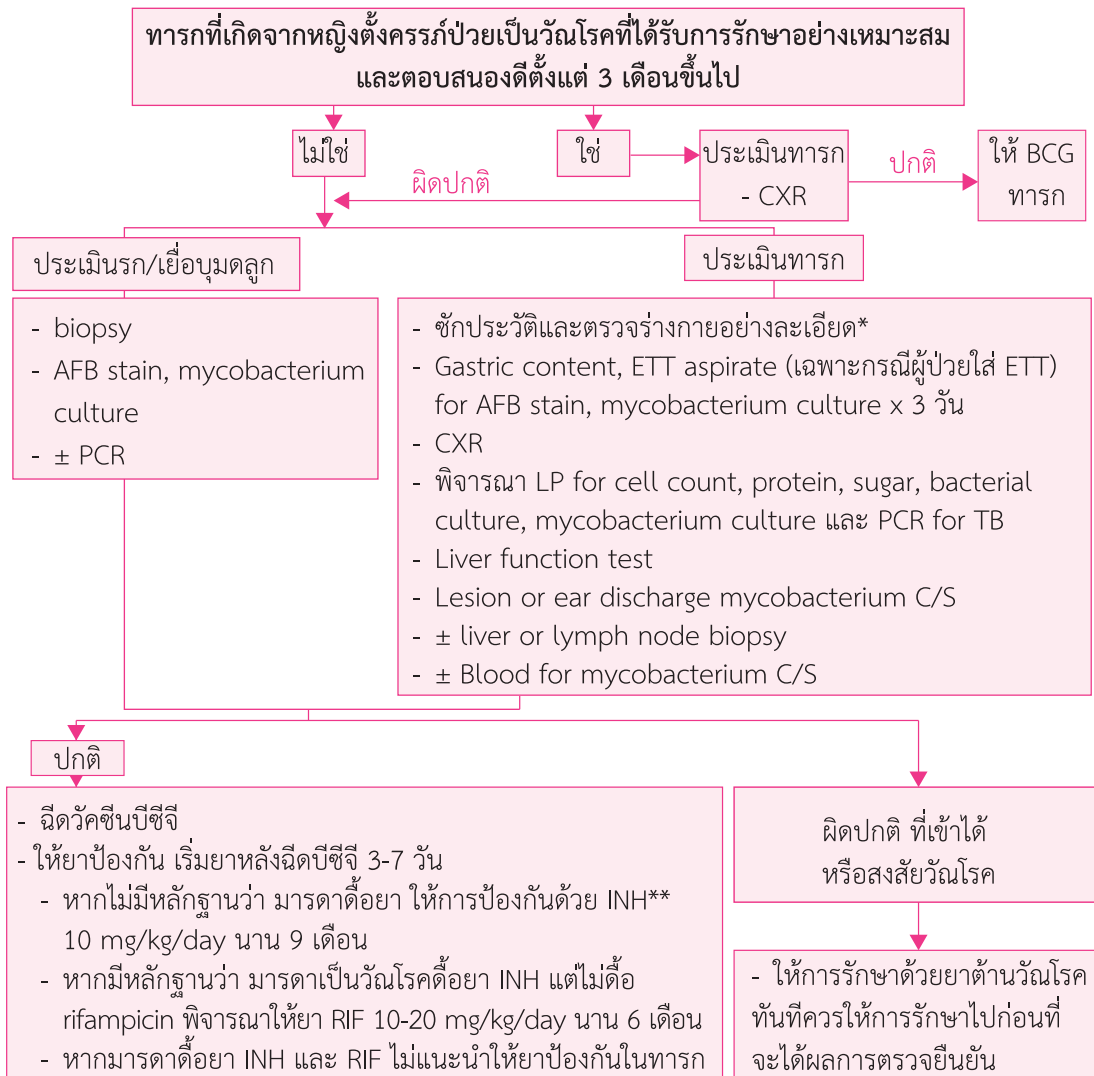 ทารกที่เกิดจากหญิงตั้งครรภ์ป่วยเป็นวัณโรคที่ได้รับการรักษาอย่างเหมาะสม
และตอบสนองดีตั้งแต่ 3 เดือนขึ้นไป
ไม่ใช่
ใช่
ประเมินทารก
- CXR
ปกติ
ให้ BCG
ทารก
ผิดปกติ
ประเมินรก/เยื่อบุมดลูก
- biopsy
- AFB stain, mycobacterium
culture
- ± PCR
ประเมินทารก
- ซักประวัติและตรวจร่างกายอย่างละเอียด*
- Gastric content, ETT aspirate (เฉพาะกรณีผู้ป่วยใส่ ETT)
for AFB stain, mycobacterium culture x 3 วัน
- CXR
- พิจารณา LP for cell count, protein, sugar, bacterial
culture, mycobacterium culture และ PCR for TB
- Liver function test
- Lesion or ear discharge mycobacterium C/S
- ± liver or lymph node biopsy
- ± Blood for mycobacterium C/S
ปกติ
- ฉีดวัคซีนบีซีจี
- ให้ยาป้องกัน เริ่มยาหลังฉีดบีซีจี 3-7 วัน
- หากไม่มีหลักฐานว่า มารดาดื้อยา ให้การป้องกันด้วย INH**
10 mg/kg/day นาน 9 เดือน
- หากมีหลักฐานว่า มารดาเป็นวัณโรคดื้อยา INH แต่ไม่ดื้อ
rifampicin พิจารณาให้ยา RIF 10-20 mg/kg/day นาน 6 เดือน
- หากมารดาดื้อยา INH และ RIF ไม่แนะนำให้ยาป้องกันในทารก
ผิดปกติ ที่เข้าได้
หรือสงสัยวัณโรค
- ให้การรักษาด้วยยาต้านวัณโรค
ทันทีควรให้การรักษาไปก่อนที่
จะได้ผลการตรวจยืนยัน